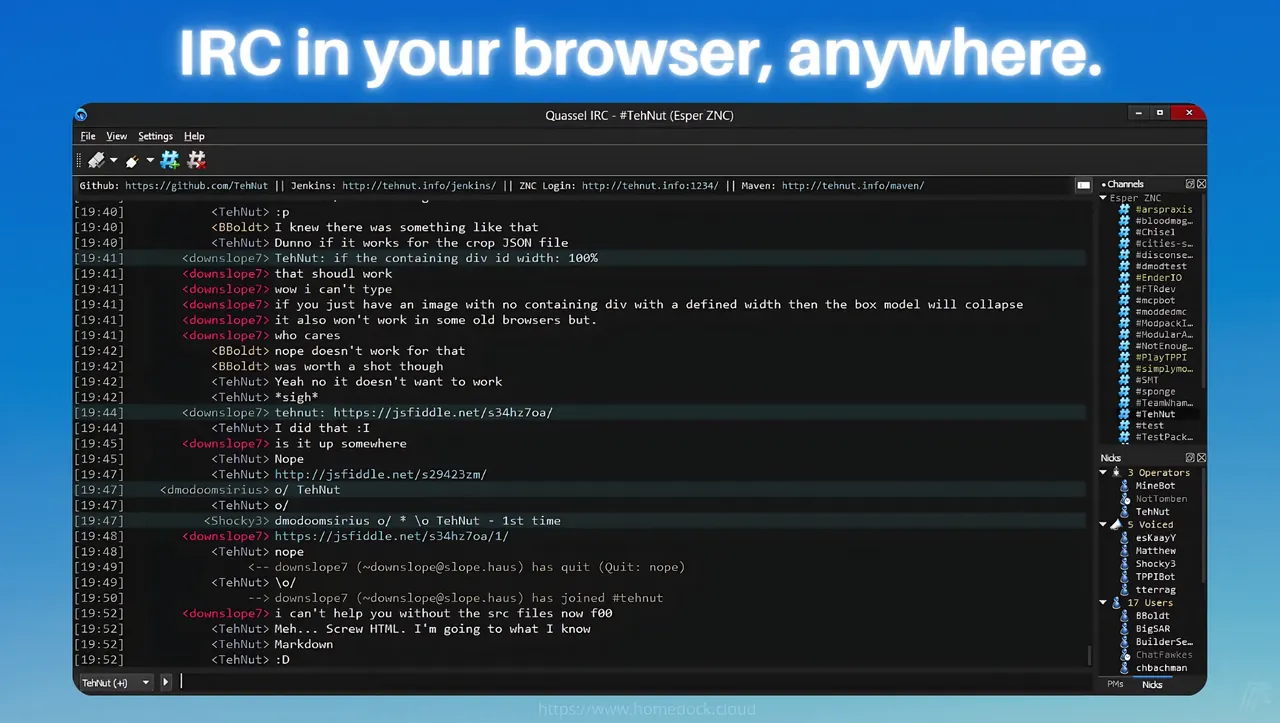 IRC in your browser, anywhere.
Quassel IRC - #TehNut (Esper ZNC)
File View Settings Help
Github: https://github.com/TehNut || Jenkins: http://tehnut.info/jenkins/ || ZNC Login: http://tehnut.info:1234/ || Maven: http://tehnut.info/maven/
[19:40] <TehNut> :p
[19:40] <BBoldt> I knew there was something like that
[19:40] <TehNut> Dunno if it works for the crop JSON file
[19:41] <downslope7> TehNut: if the containing div id width: 100%
[19:41] <downslope7> that shoudl work
[19:41] <downslope7> wow i can't type
[19:41] <downslope7> if you just have an image with no containing div with a defined width then the box model will collapse
[19:41] <downslope7> it also won't work in some old browsers but.
[19:41] <downslope7> who cares
[19:42] <BBoldt> nope doesn't work for that
[19:42] <BBoldt> was worth a shot though
[19:42] <TehNut> Yeah no it doesn't want to work
[19:42] <TehNut> *sigh*
[19:44] <downslope7> tehnut: https://jsfiddle.net/s34hz7oa/
[19:44] <TehNut> I did that :I
[19:45] <downslope7> is it up somewhere
[19:45] <TehNut> Nope
[19:47] <TehNut> http://jsfiddle.net/s29423zm/
[19:47] <dmodoomsirius> o/ TehNut
[19:47] <TehNut> o/
[19:47] <Shocky3> dmodoomsirius o/ * \o TehNut - 1st time
[19:48] <downslope7> https://jsfiddle.net/s34hz7oa/1/
[19:48] <TehNut> nope
[19:49] <-- downslope7 (~downslope@slope.haus) has quit (Quit: nope)
[19:49] <TehNut> \o/
[19:50] --> downslope7 (~downslope@slope.haus) has joined #tehnut
[19:52] <downslope7> i can't help you without the src files now f00
[19:52] <TehNut> Meh... Screw HTML. I'm going to what I know
[19:52] <TehNut> Markdown
[19:52] <TehNut> :D
TehNut (+i)
Channels
Esper ZNC
#arspraxis
#bloodmag...
#Chisel
#cities-s...
#disconse...
#dmodtest
#EnderIO
#FTRdev
#mcpbot
#moddedmc
#ModpackI...
#ModularA...
#NotEnoug...
#PlayTPPI
#simplymo...
#SMT
#sponge
#TeamWham...
#TehNut
#test
#TestPack...
Nicks
3 Operators
MineBot
NotTomben
TehNut
5 Voiced
esKaayY
Matthew
Shocky3
TPPIBot
tterrag
17 Users
BBoldt
BigSAR
BuilderSe...
ChatFawkes
chbachman
PMs Nicks
https://www.homedock.cloud